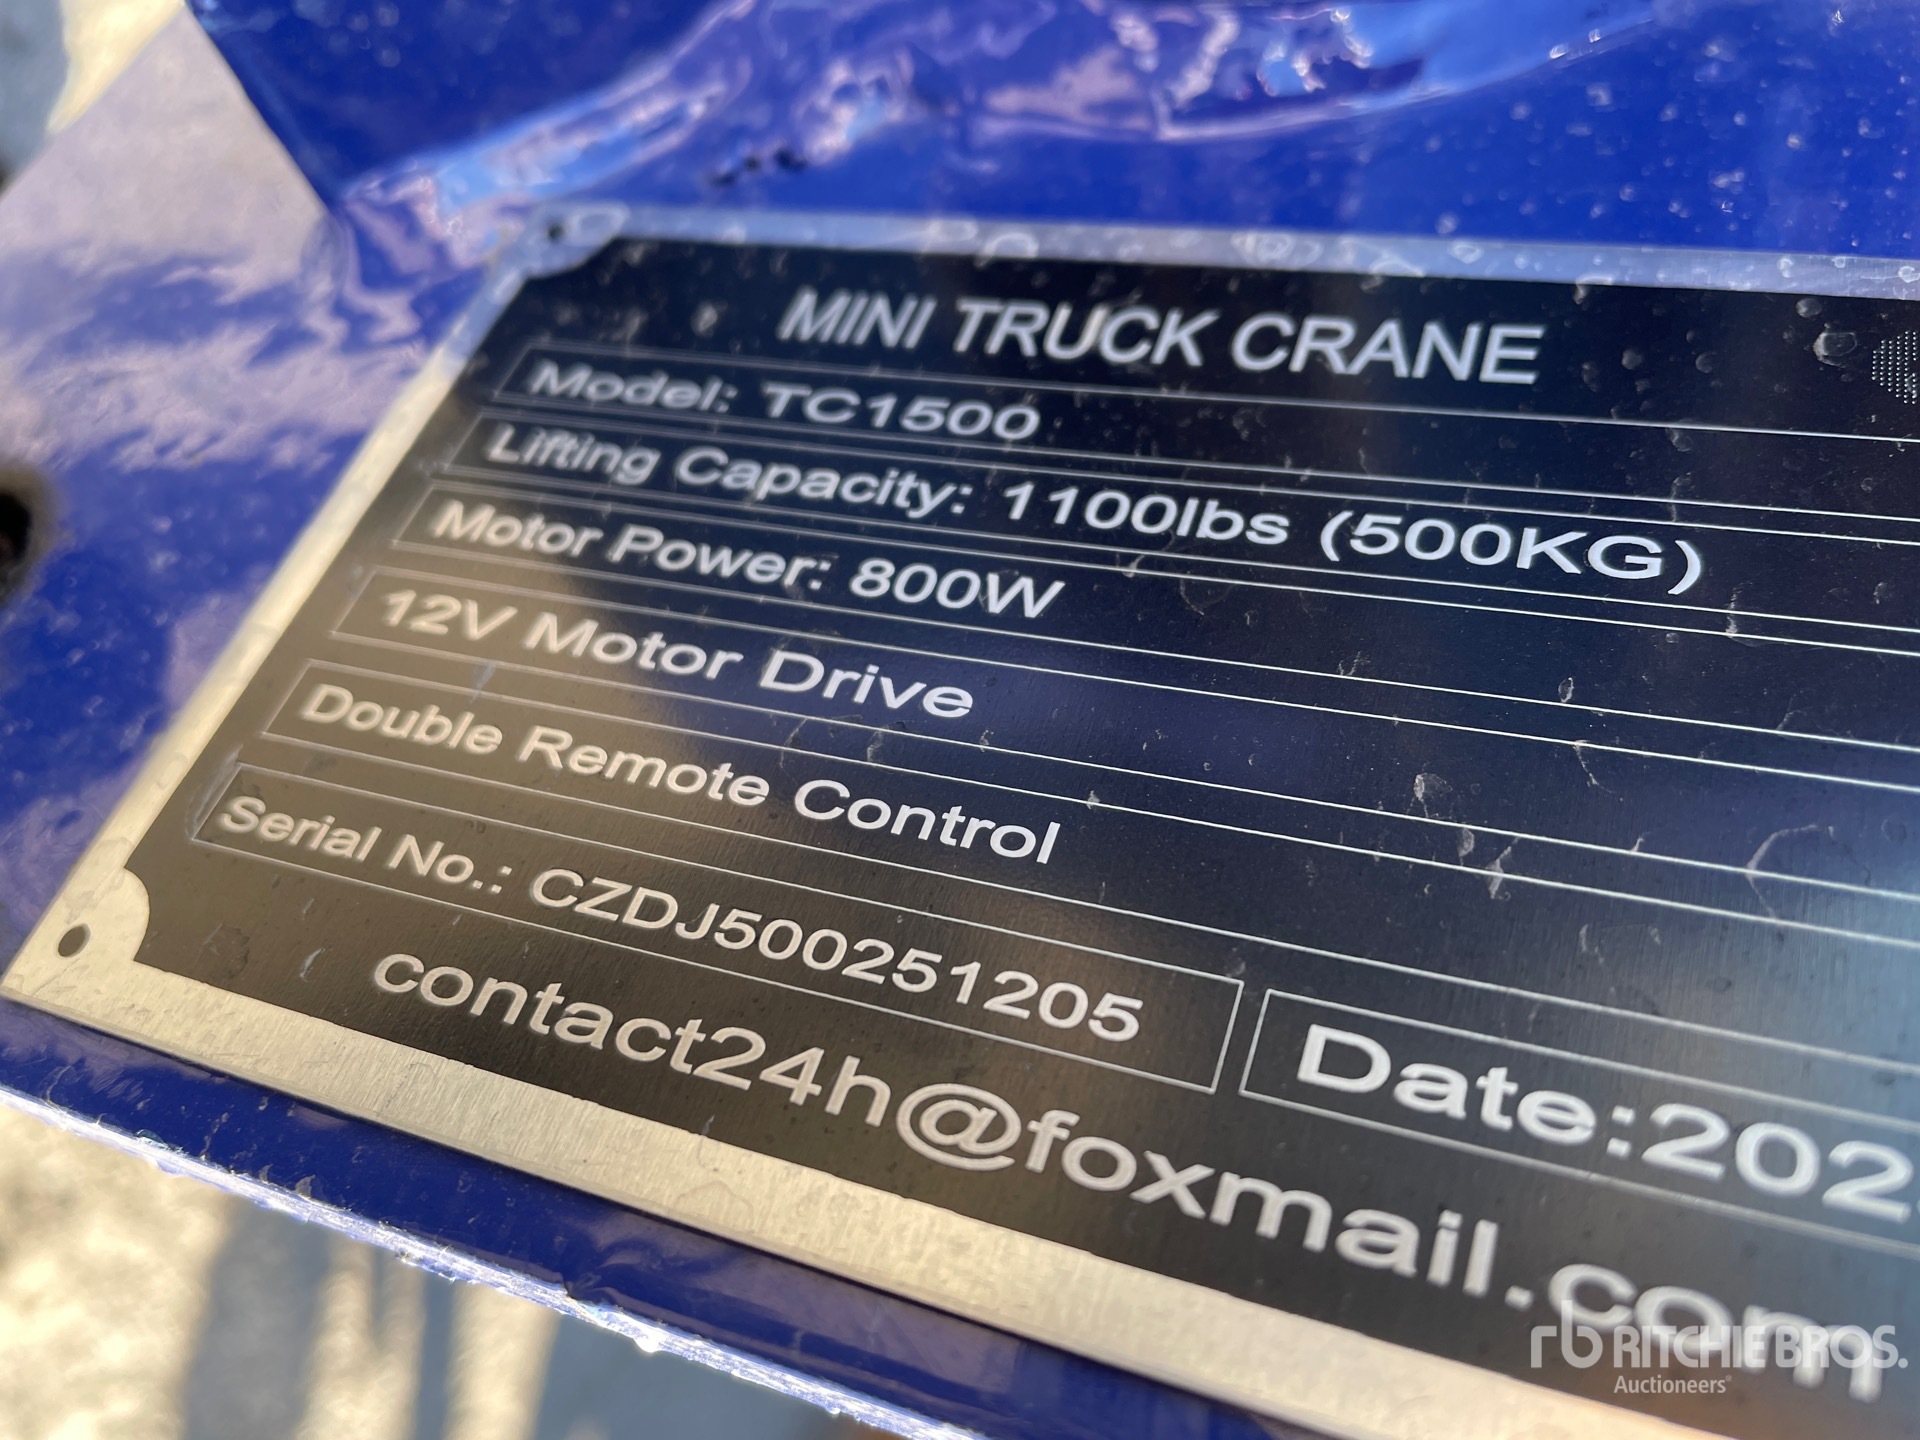 MINI TRUCK CRANE
Model: TC1500
Lifting Capacity: 1100lbs (500KG)
Motor Power: 800W
12V Motor Drive
Double Remote Control
Serial No.: CZDJ500251205
Date:202
contact24h@foxmail.com
rb RITCHIE BROS.
Auctioneers